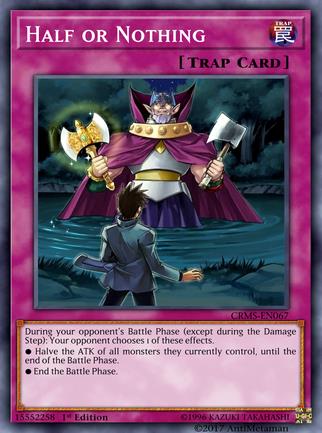 Half or Nothing
TRAP
罠
[Trap Card]
CRMS-EN067
During your opponent's Battle Phase (except during the Damage
Step): Your opponent chooses 1 of these effects.
● Halve the ATK of all monsters they currently control, until the
end of the Battle Phase.
● End the Battle Phase.
15552258 1st Edition ©1996 KAZUKI TAKAHASHI
©2017 AntiMetaman